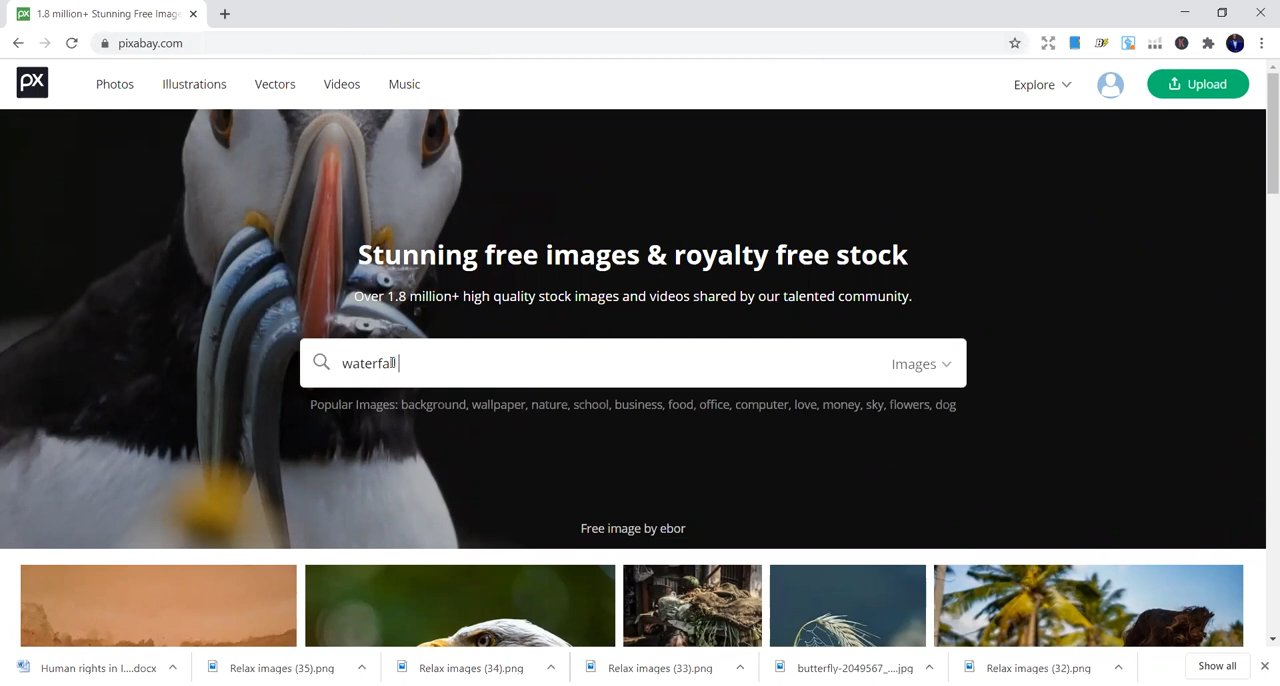 1.8 million+ Stunning Free Image
pixabay.com
px
Photos Illustrations Vectors Videos Music Explore Upload
Stunning free images & royalty free stock
Over 1.8 million+ high quality stock images and videos shared by our talented community.
waterfall Images
Popular Images: background, wallpaper, nature, school, business, food, office, computer, love, money, sky, flowers, dog
Free image by ebor
Human rights in I....docx Relax images (35).png Relax images (34).png Relax images (33).png butterfly-2049567_....jpg Relax images (32).png Show all